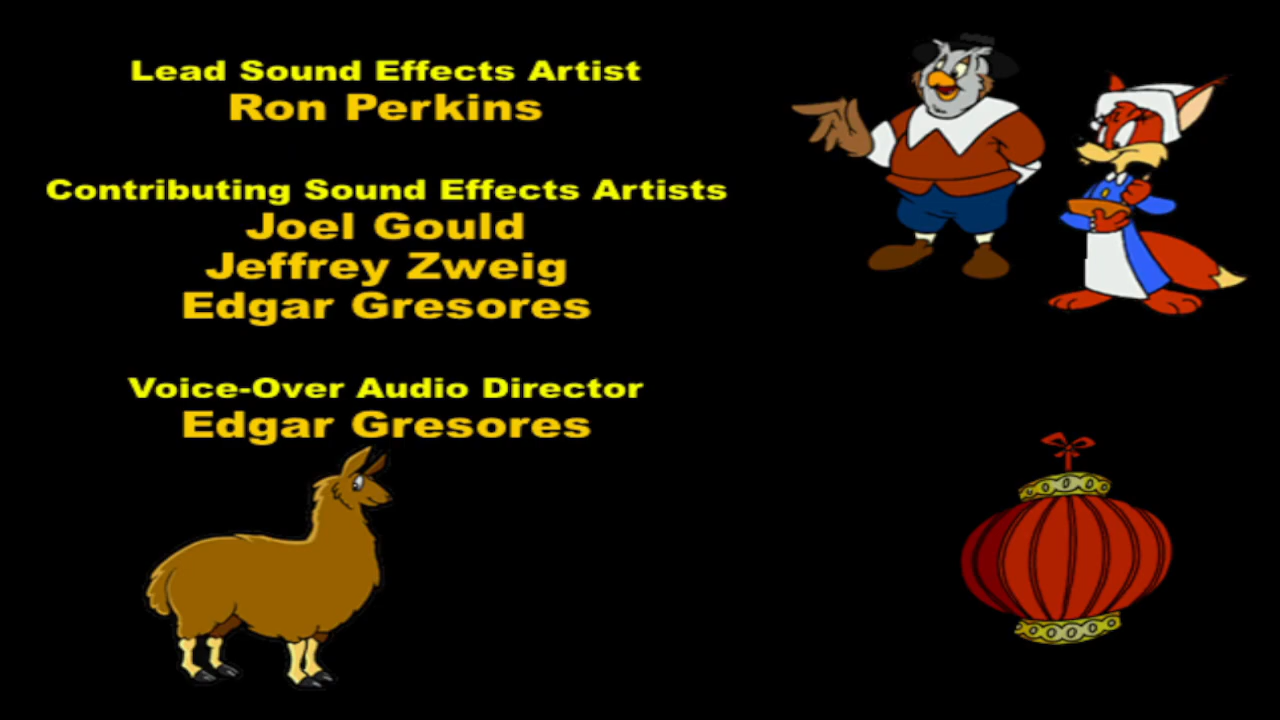 Lead Sound Effects Artist
Ron Perkins
Contributing Sound Effects Artists
Joel Gould
Jeffrey Zweig
Edgar Gresores
Voice-Over Audio Director
Edgar Gresores